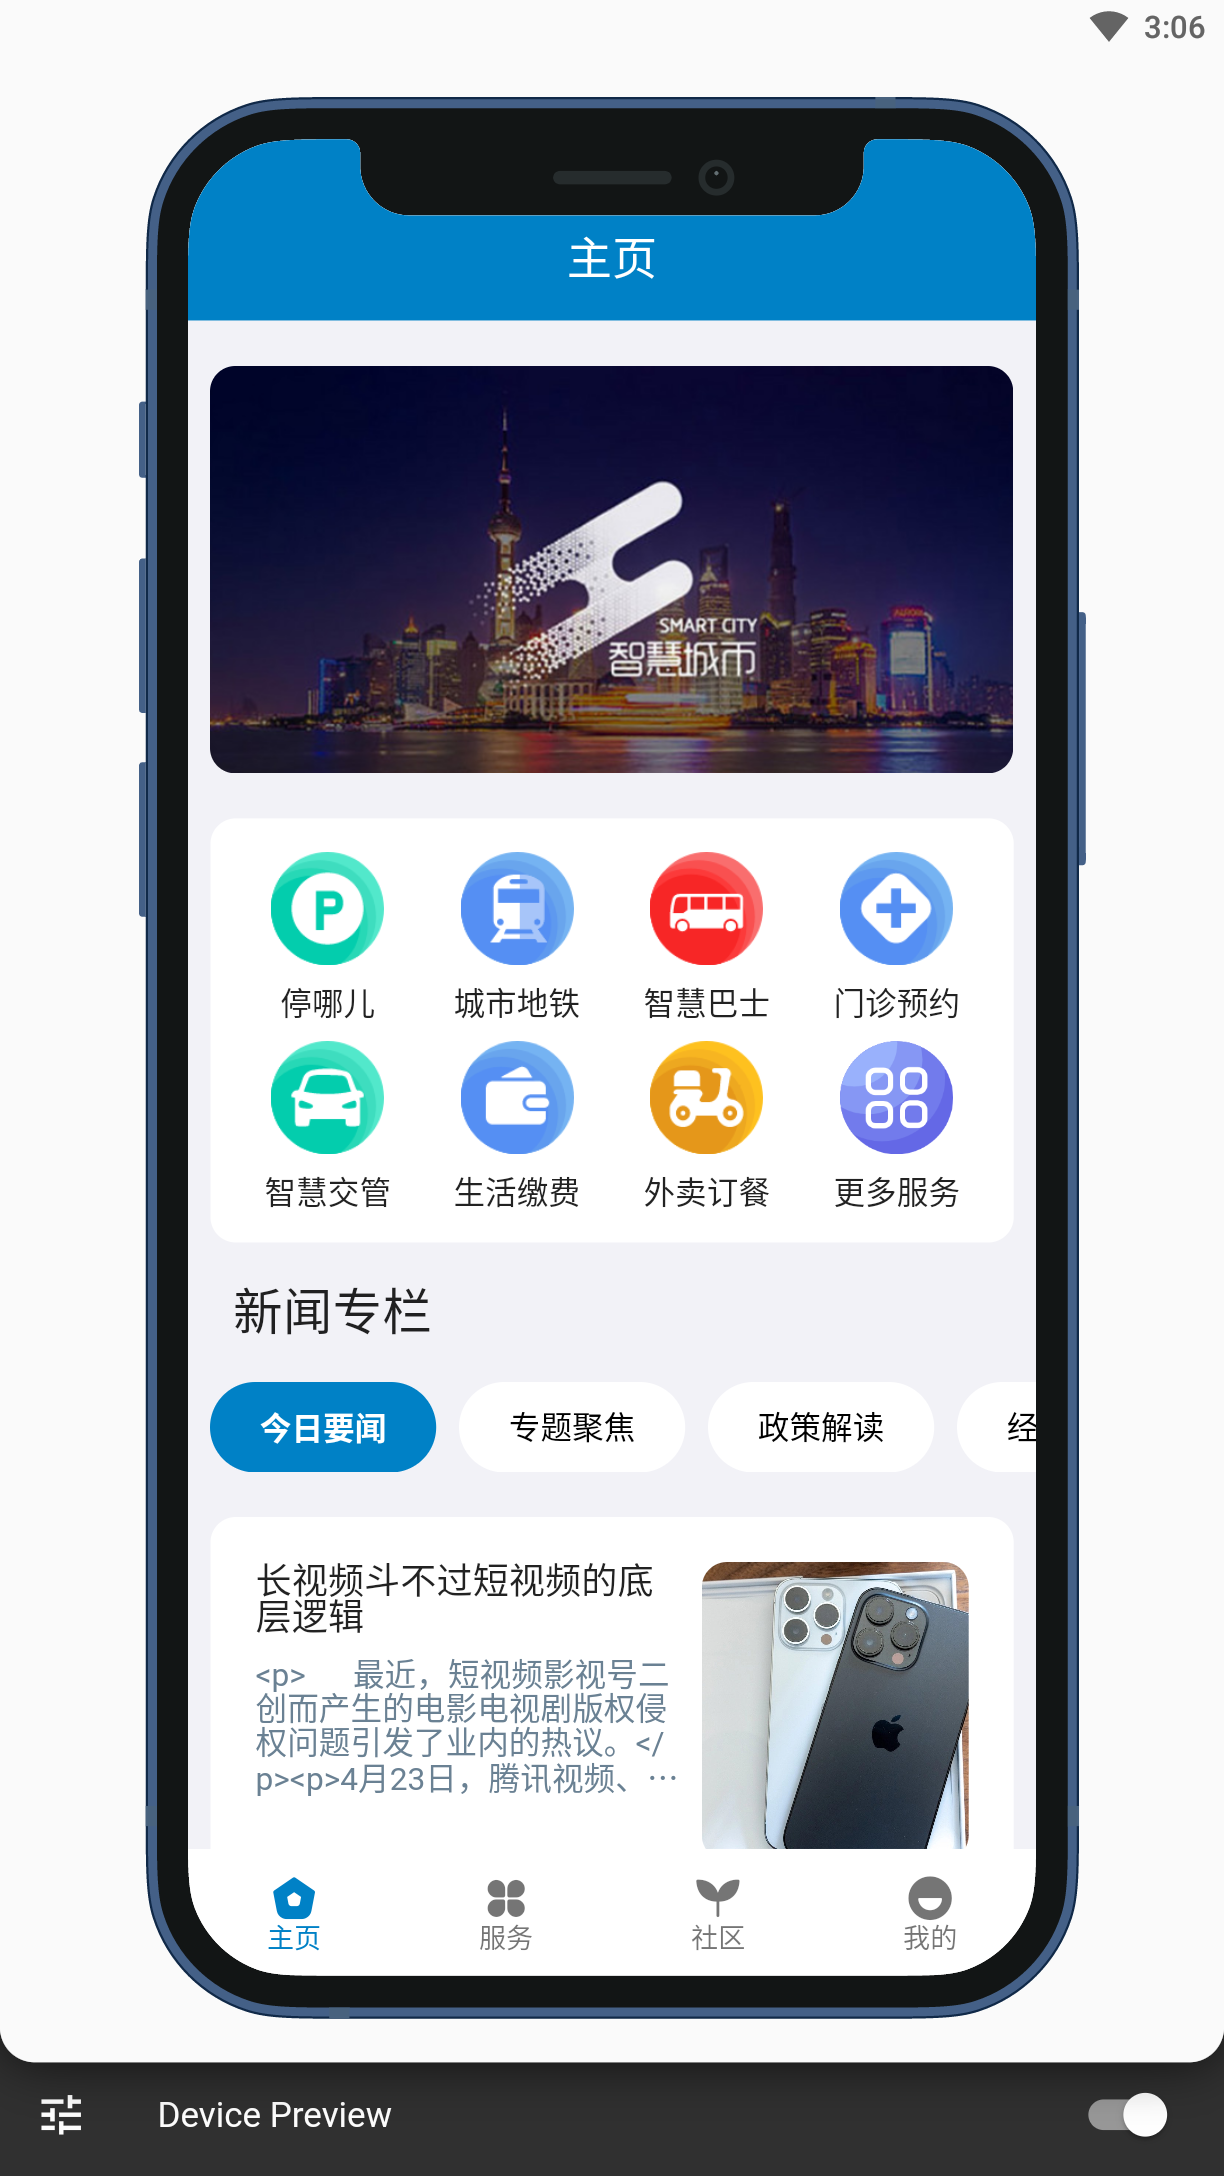 3:06
主页
SMART CITY
智慧城市
P
停哪儿
城市地铁
智慧巴士
门诊预约
智慧交管
生活缴费
外卖订餐
更多服务
新闻专栏
今日要闻
专题聚焦
政策解读
经
长视频斗不过短视频的底
层逻辑
<p>      最近，短视频影视号二
创而产生的电影电视剧版权侵
权问题引发了业内的热议。</
p><p>4月23日，腾讯视频、…
主页
服务
社区
我的
Device Preview